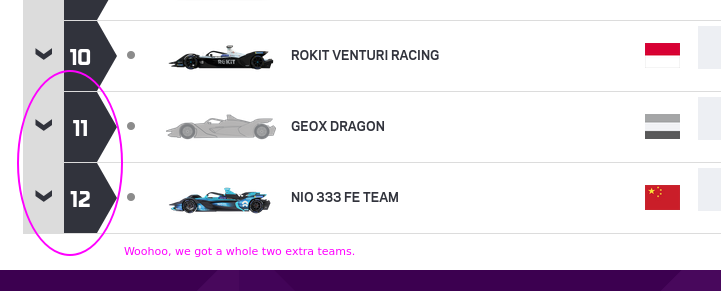 10 ROKIT VENTURI RACING
11 GEOX DRAGON
12 NIO 333 FE TEAM
Woohoo, we got a whole two extra teams.